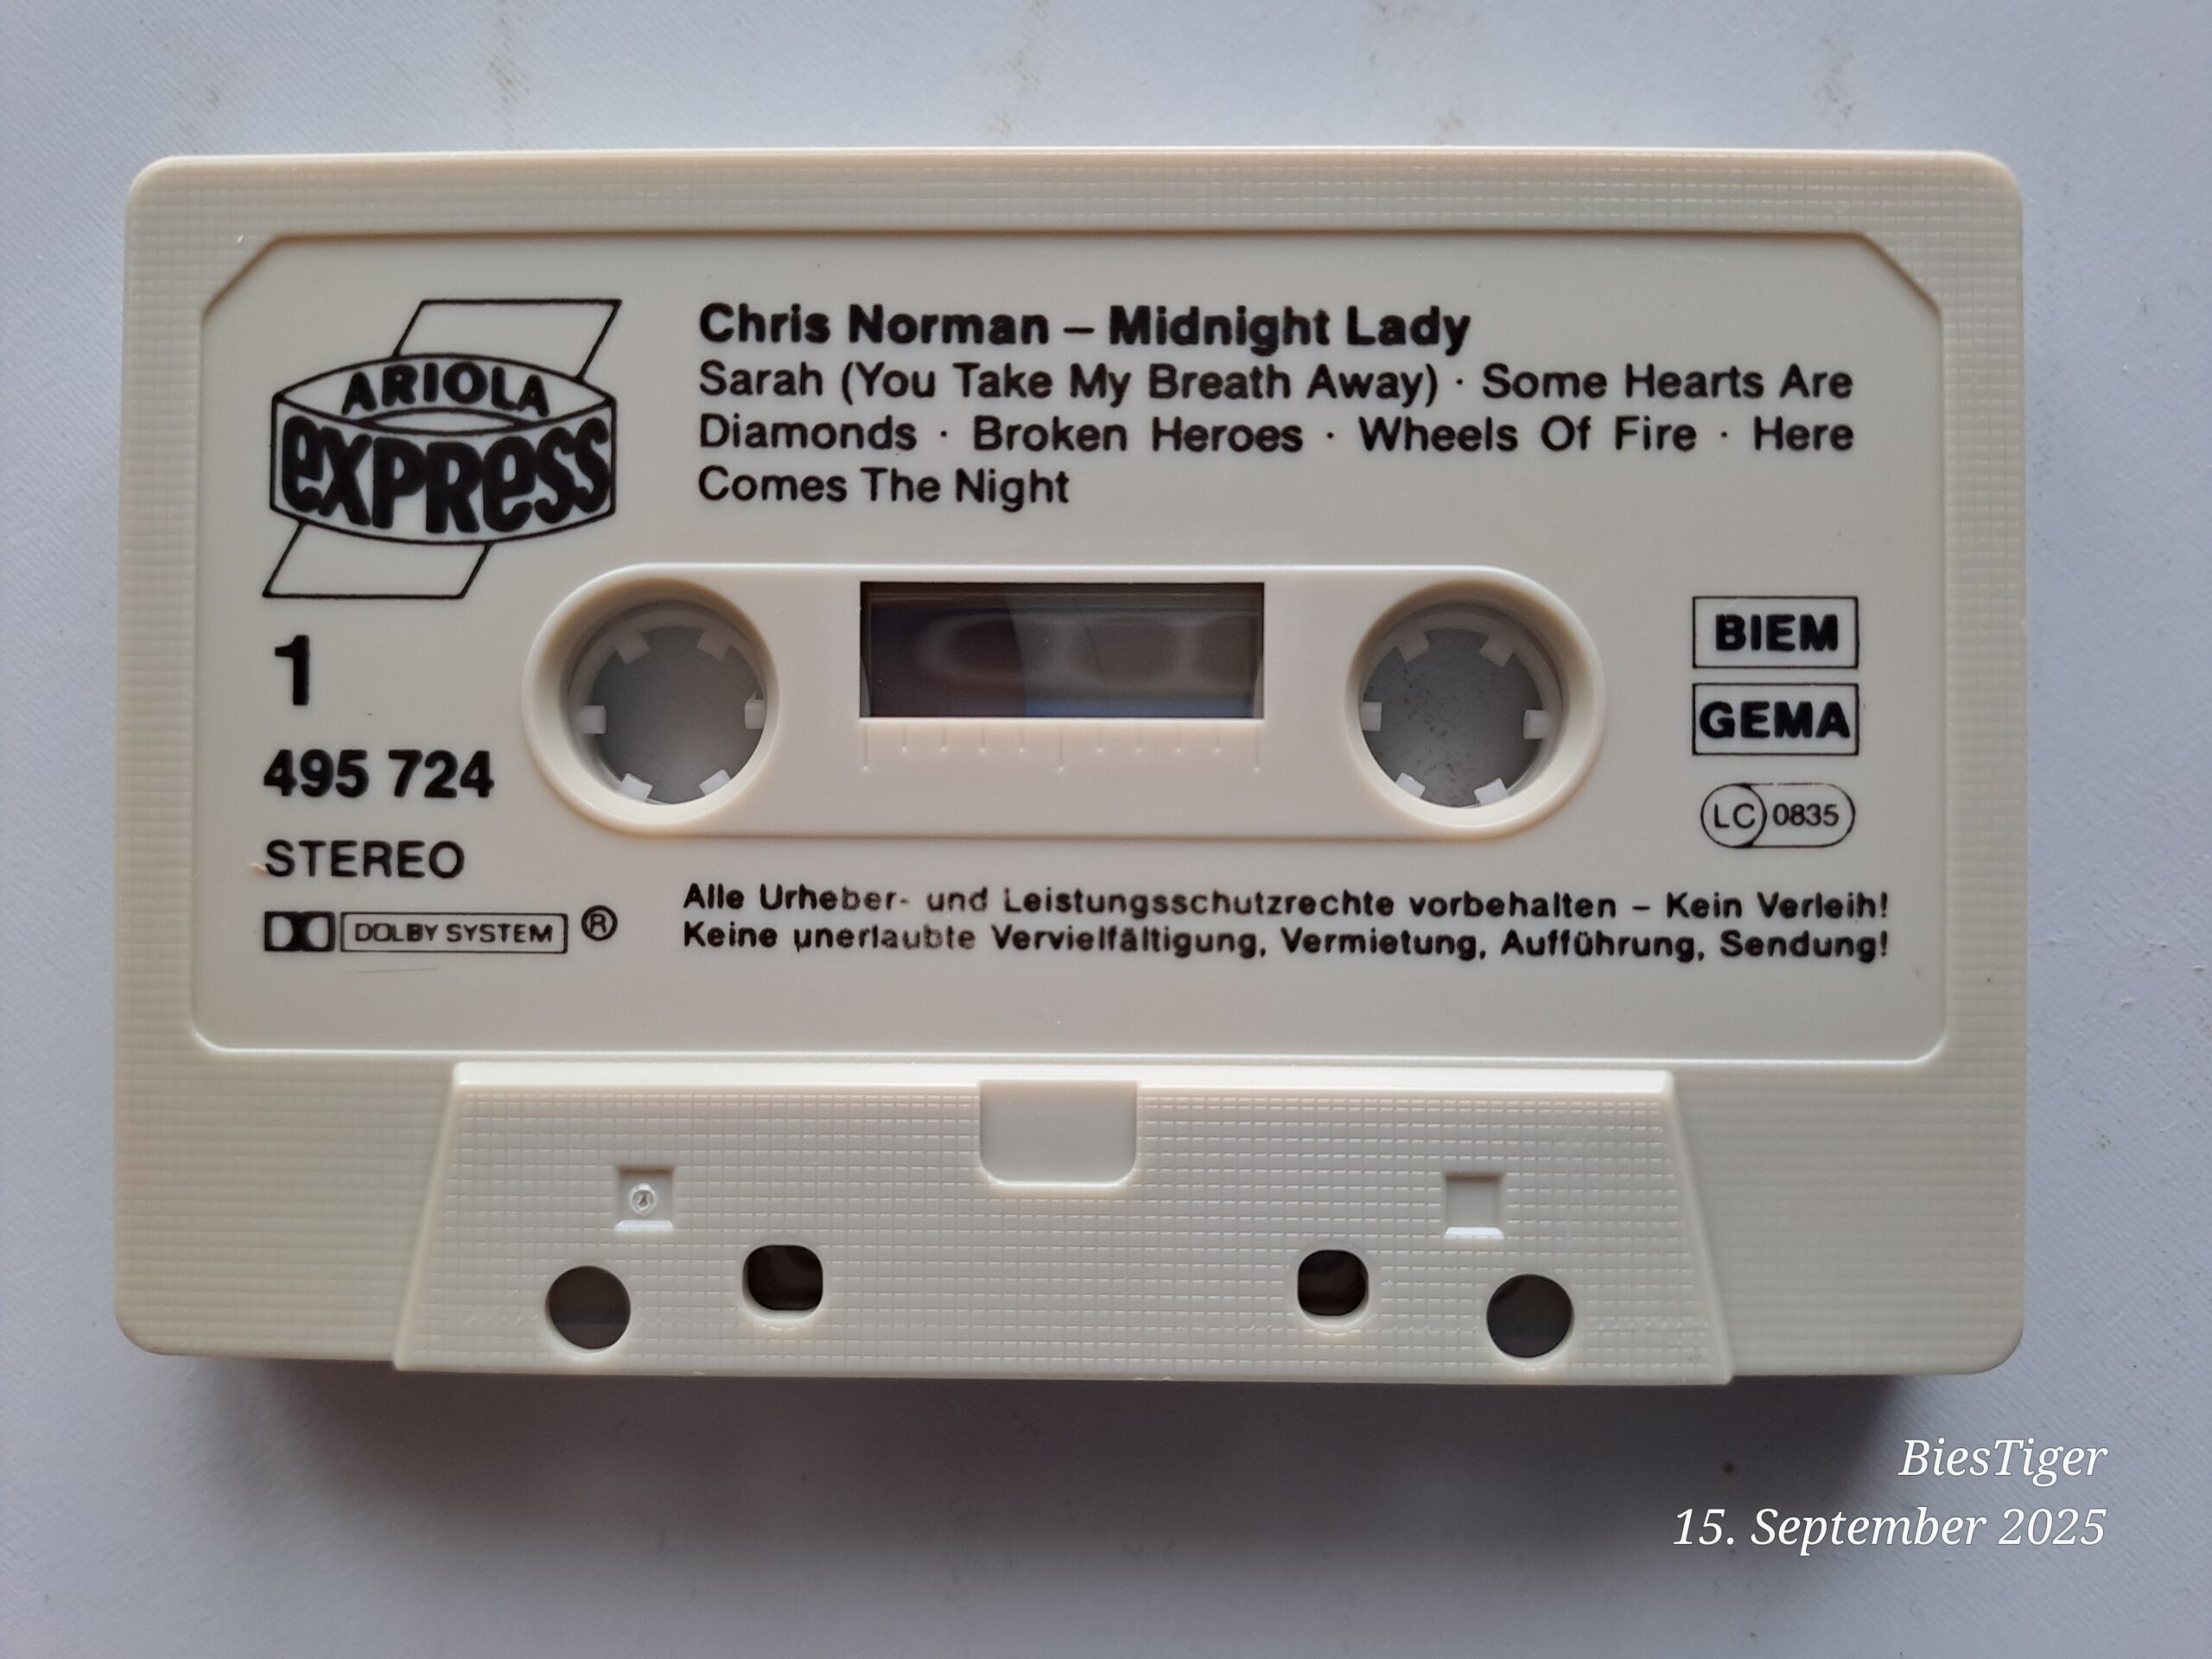 ARIOLA
eXPRess
Chris Norman – Midnight Lady
Sarah (You Take My Breath Away) · Some Hearts Are
Diamonds · Broken Heroes · Wheels Of Fire · Here
Comes The Night
1
495 724
STEREO
DOLBY SYSTEM ®
BIEM
GEMA
LC 0835
Alle Urheber- und Leistungsschutzrechte vorbehalten – Kein Verleih!
Keine unerlaubte Vervielfältigung, Vermietung, Aufführung, Sendung!
BiesTiger
15. September 2025